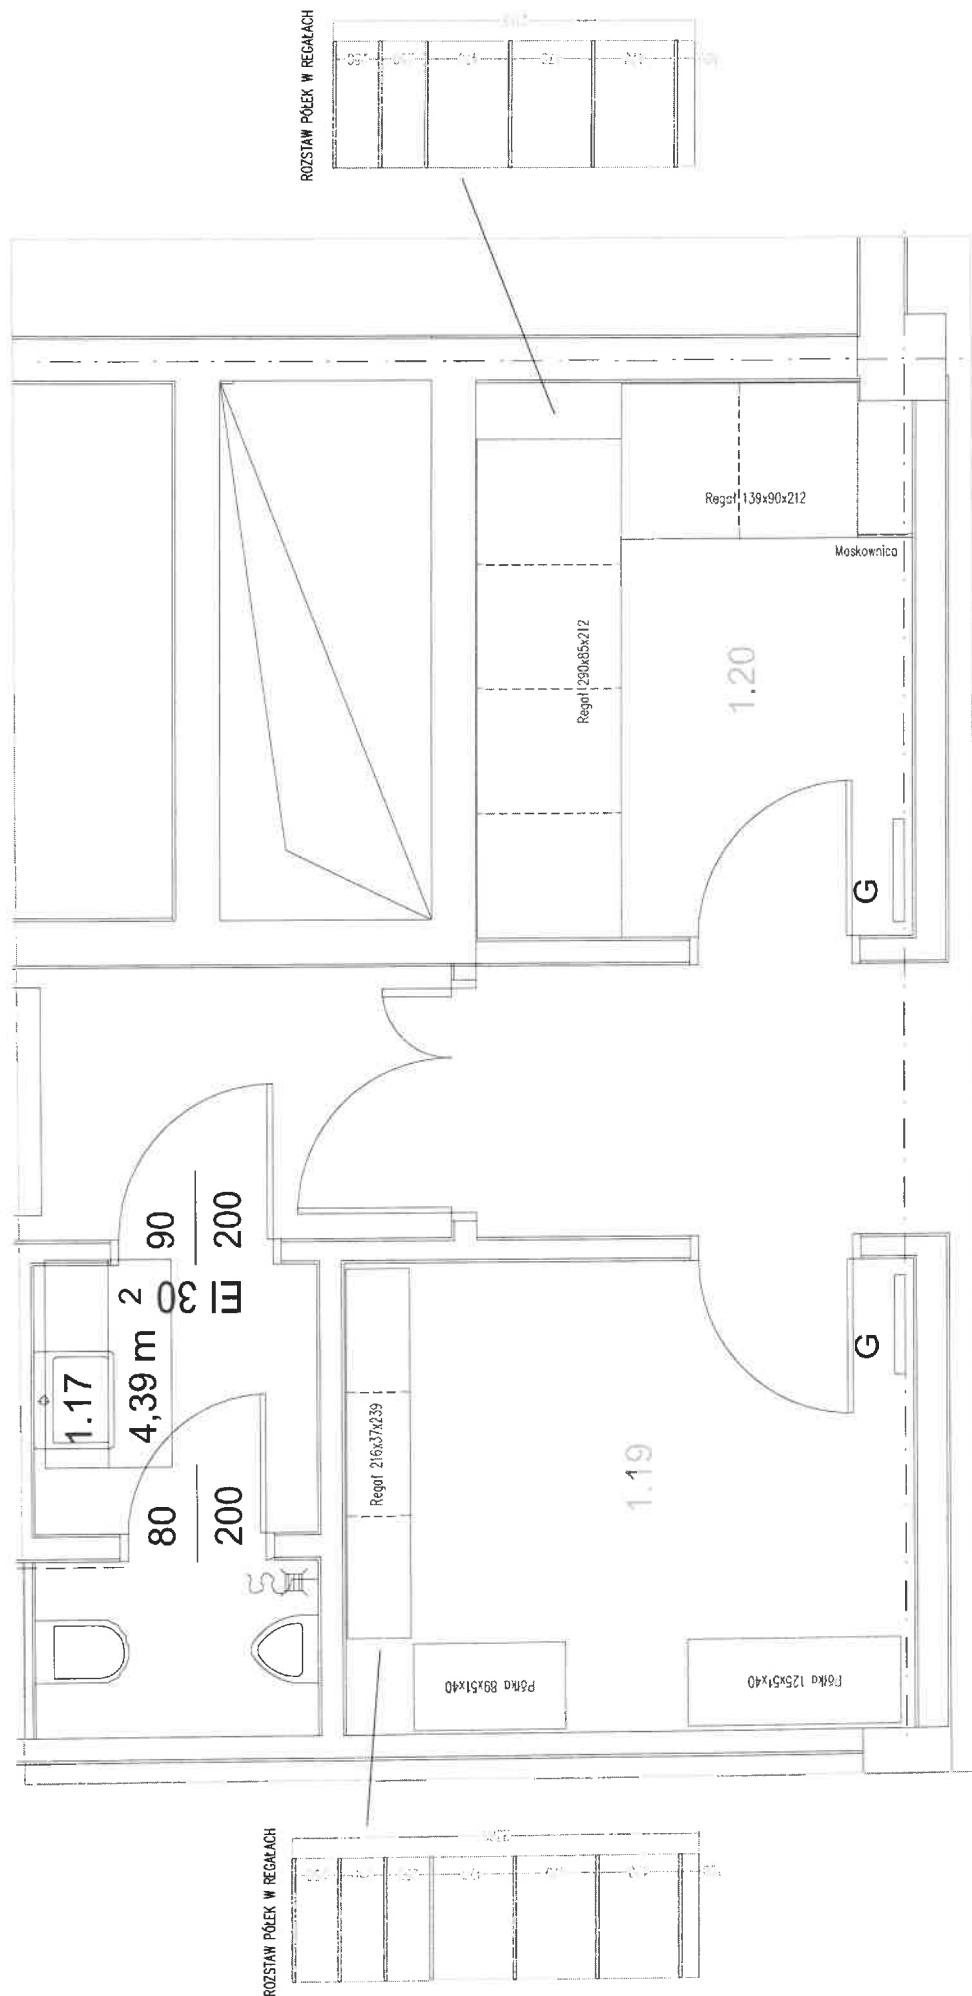 ROZSTAW PÓŁEK W REGAŁACH
Regał 139x90x212
Maskownica
Regał 290x85x212
1.20
G
90
200
EI 30
1.17
4,39 m 2
80
200
Regał 216x37x239
1.19
G
Półka 89x51x40
Półka 125x51x40
ROZSTAW PÓŁEK W REGAŁACH